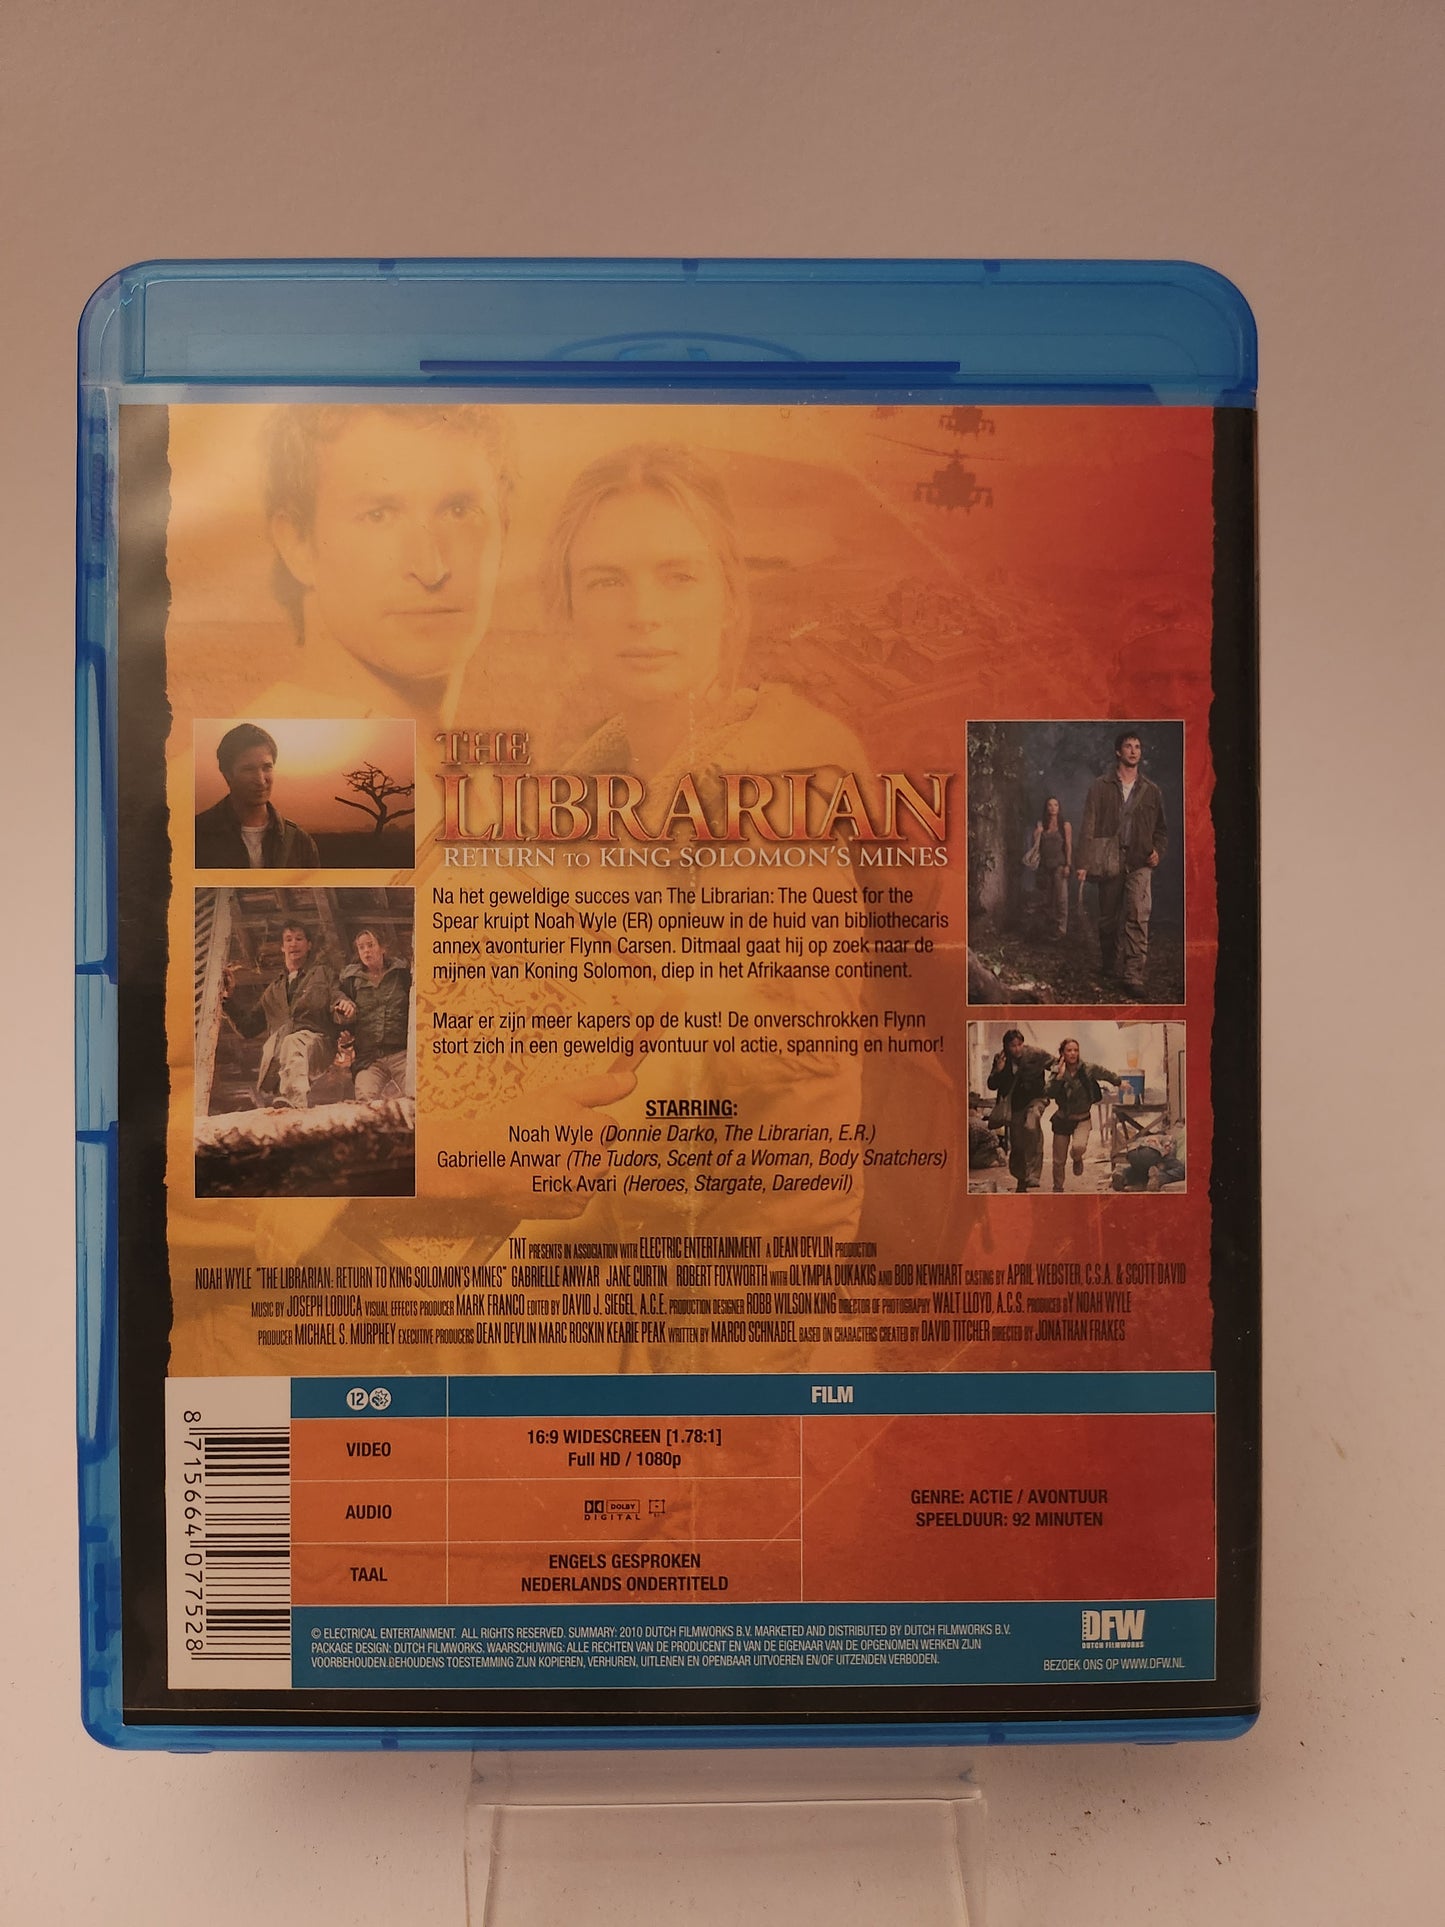 THE
LIBRARIAN
RETURN TO KING SOLOMON'S MINES
Na het geweldige succes van The Librarian: The Quest for the
Spear kruipt Noah Wyle (ER) opnieuw in de huid van bibliothecaris
annex avonturier Flynn Carsen. Ditmaal gaat hij op zoek naar de
mijnen van Koning Solomon, diep in het Afrikaanse continent.
Maar er zijn meer kapers op de kust! De onverschrokken Flynn
stort zich in een geweldig avontuur vol actie, spanning en humor!
STARRING:
Noah Wyle (Donnie Darko, The Librarian, E.R.)
Gabrielle Anwar (The Tudors, Scent of a Woman, Body Snatchers)
Erick Avari (Heroes, Stargate, Daredevil)
TNT PRESENTS IN ASSOCIATION WITH ELECTRIC ENTERTAINMENT A DEAN DEVLIN PRODUCTION
NOAH WYLE "THE LIBRARIAN: RETURN TO KING SOLOMON'S MINES" GABRIELLE ANWAR JANE CURTIN ROBERT FOXWORTH WITH OLYMPIA DUKAKIS AND BOB NEWHART CASTING BY APRIL WEBSTER, C.S.A. & SCOTT DAVID
MUSIC BY JOSEPH LODUCA VISUAL EFFECTS PRODUCER MARK FRANCO EDITED BY DAVID J. SIEGEL, A.C.E. PRODUCTION DESIGNER ROBB WILSON KING DIRECTOR OF PHOTOGRAPHY WALT LLOYD, A.C.S. PRODUCED BY NOAH WYLE
PRODUCER MICHAEL S. MURPHEY EXECUTIVE PRODUCERS DEAN DEVLIN MARC ROSKIN KEARIE PEAK WRITTEN BY MARCO SCHNABEL BASED ON CHARACTERS CREATED BY DAVID TITCHER DIRECTED BY JONATHAN FRAKES
12
FILM
VIDEO
16:9 WIDESCREEN [1.78:1]
Full HD / 1080p
AUDIO
DOLBY
DIGITAL
TAAL
ENGELS GESPROKEN
NEDERLANDS ONDERTITELD
GENRE: ACTIE / AVONTUUR
SPEELDUUR: 92 MINUTEN
8 715664 077528
© ELECTRICAL ENTERTAINMENT. ALL RIGHTS RESERVED. SUMMARY: 2010 DUTCH FILMWORKS B.V. MARKETED AND DISTRIBUTED BY DUTCH FILMWORKS B.V.
PACKAGE DESIGN: DUTCH FILMWORKS. WAARSCHUWING: ALLE RECHTEN VAN DE PRODUCENT EN VAN DE EIGENAAR VAN DE OPGENOMEN WERKEN ZIJN
VOORBEHOUDEN.BEHOUDENS TOESTEMMING ZIJN KOPIEREN, VERHUREN, UITLENEN EN OPENBAAR UITVOEREN EN/OF UITZENDEN VERBODEN.
DFW
DUTCH FILMWORKS
BEZOEK ONS OP WWW.DFW.NL